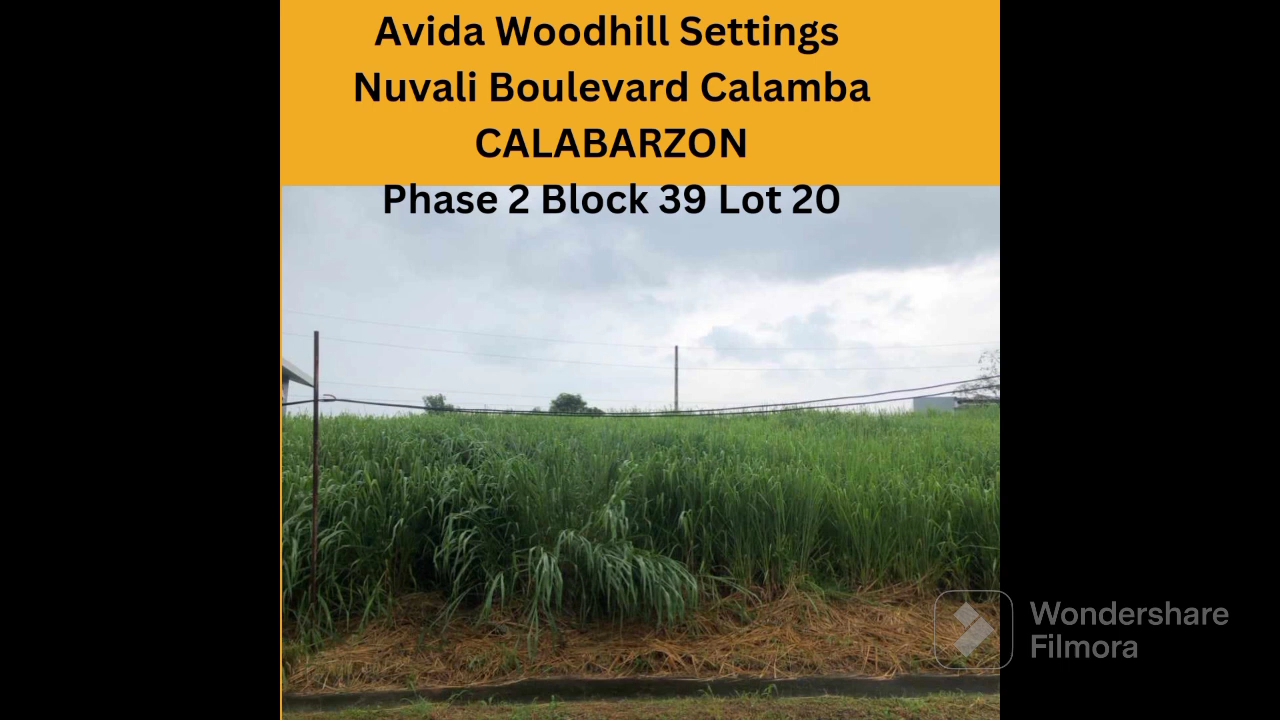 Avida Woodhill Settings
Nuvali Boulevard Calamba
CALABARZON
Phase 2 Block 39 Lot 20
Wondershare
Filmora